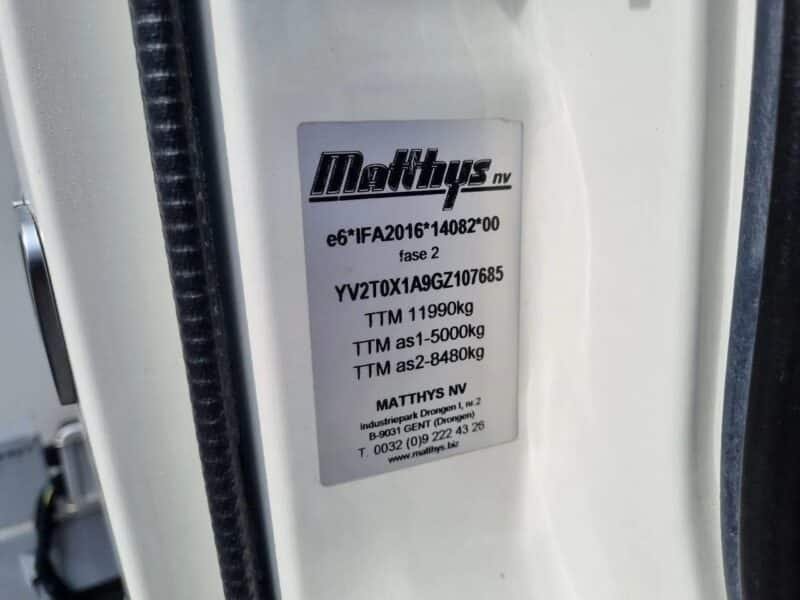 Matthys nv
e6*IFA2016*14082*00
fase 2
YV2T0X1A9GZ107685
TTM 11990kg
TTM as1-5000kg
TTM as2-8480kg
MATTHYS NV
industriepark Drongen I, nr.2
B-9031 GENT (Drongen)
T. 0032 (0)9 222 43 26
www.matthys.biz